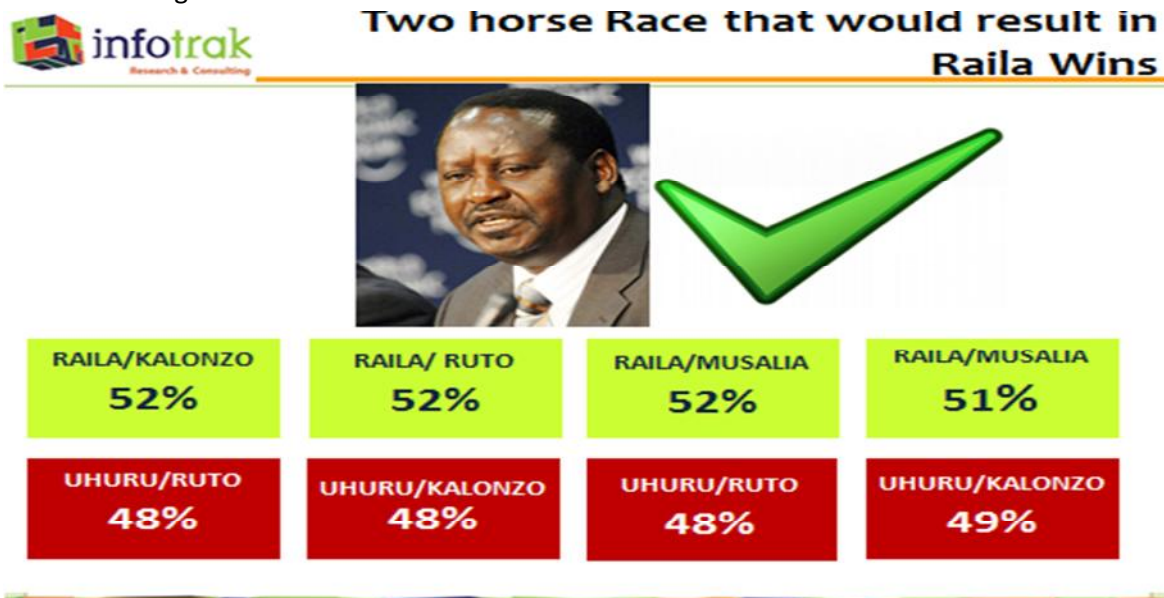 infotrak
Research & Consulting
Two horse Race that would result in
Raila Wins
RAILA/KALONZO
52%
RAILA/ RUTO
52%
RAILA/MUSALIA
52%
RAILA/MUSALIA
51%
UHURU/RUTO
48%
UHURU/KALONZO
48%
UHURU/RUTO
48%
UHURU/KALONZO
49%